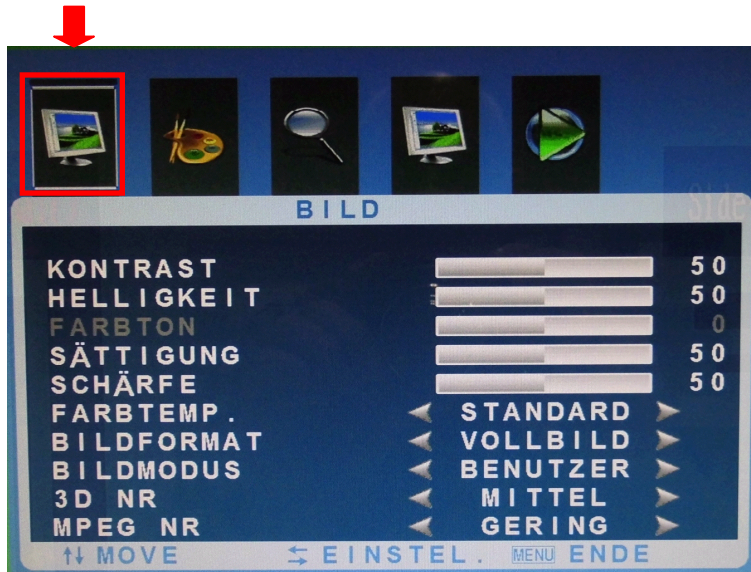 BILD
Side
KONTRAST 50
HELLIGKEIT 50
FARBTON 0
SÄTTIGUNG 50
SCHÄRFE 50
FARBTEMP. STANDARD
BILDFORMAT VOLLBILD
BILDMODUS BENUTZER
3D NR MITTEL
MPEG NR GERING
MOVE EINSTEL. MENU ENDE